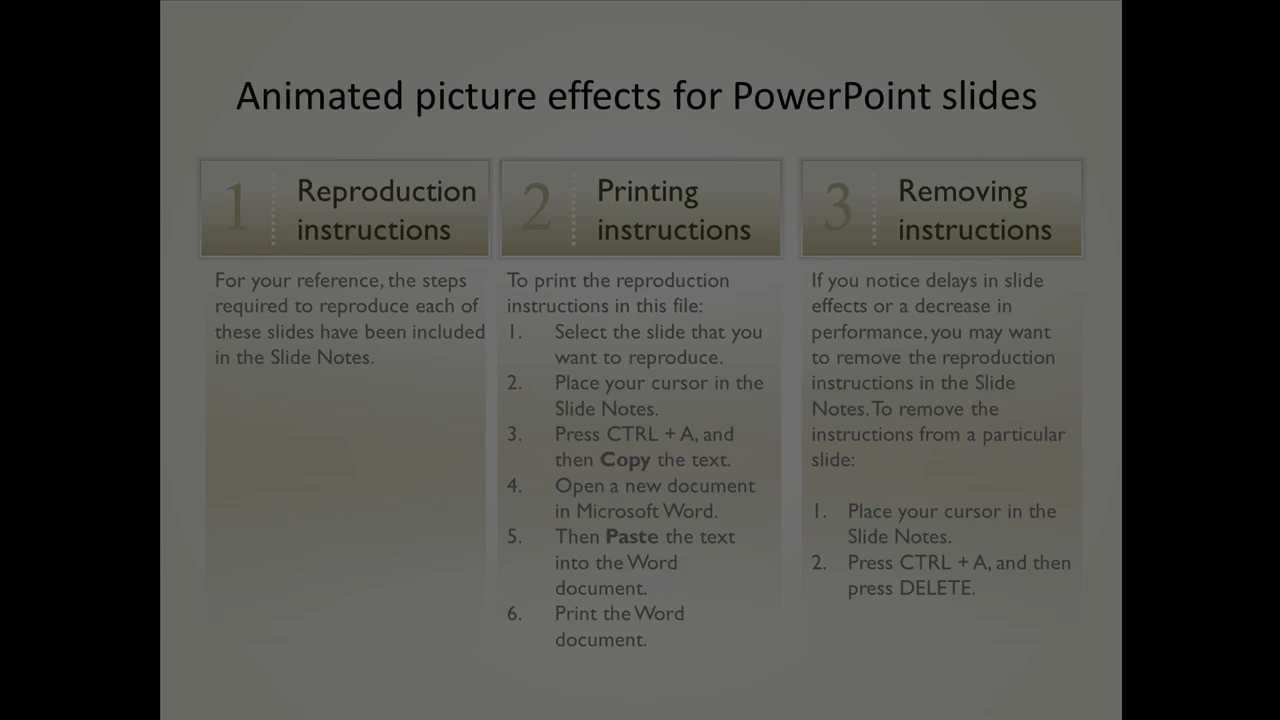 Animated picture effects for PowerPoint slides
1
Reproduction
instructions
For your reference, the steps
required to reproduce each of
these slides have been included
in the Slide Notes.
2
Printing
instructions
To print the reproduction
instructions in this file:
1. Select the slide that you
want to reproduce.
2. Place your cursor in the
Slide Notes.
3. Press CTRL + A, and
then Copy the text.
4. Open a new document
in Microsoft Word.
5. Then Paste the text
into the Word
document.
6. Print the Word
document.
3
Removing
instructions
If you notice delays in slide
effects or a decrease in
performance, you may want
to remove the reproduction
instructions in the Slide
Notes. To remove the
instructions from a particular
slide:
1. Place your cursor in the
Slide Notes.
2. Press CTRL + A, and then
press DELETE.